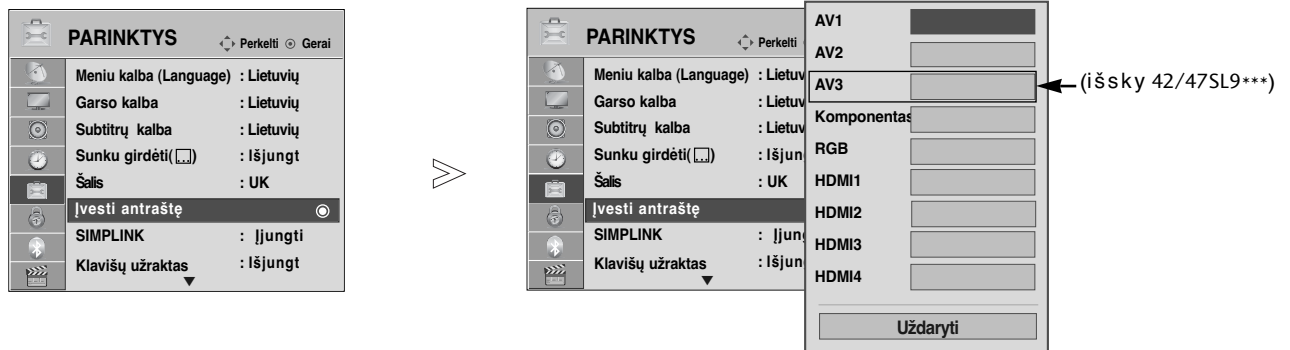 PARINKTYS Perkelti Gerai
Meniu kalba (Language) : Lietuvių
Garso kalba : Lietuvių
Subtitrų kalba : Lietuvių
Sunku girdėti( ) : Išjungt
Šalis : UK
Įvesti antraštę
SIMPLINK : Įjungti
Klavišų užraktas : Išjungt
PARINKTYS Perkelti
Meniu kalba (Language) : Lietuv
Garso kalba : Lietuv
Subtitrų kalba : Lietuv
Sunku girdėti( ) : Išjun
Šalis : UK
Įvesti antraštę
SIMPLINK : Įjun
Klavišų užraktas : Išjun
AV1
AV2
AV3
Komponentas
RGB
HDMI1
HDMI2
HDMI3
HDMI4
Uždaryti
(išsky 42/47SL9***)